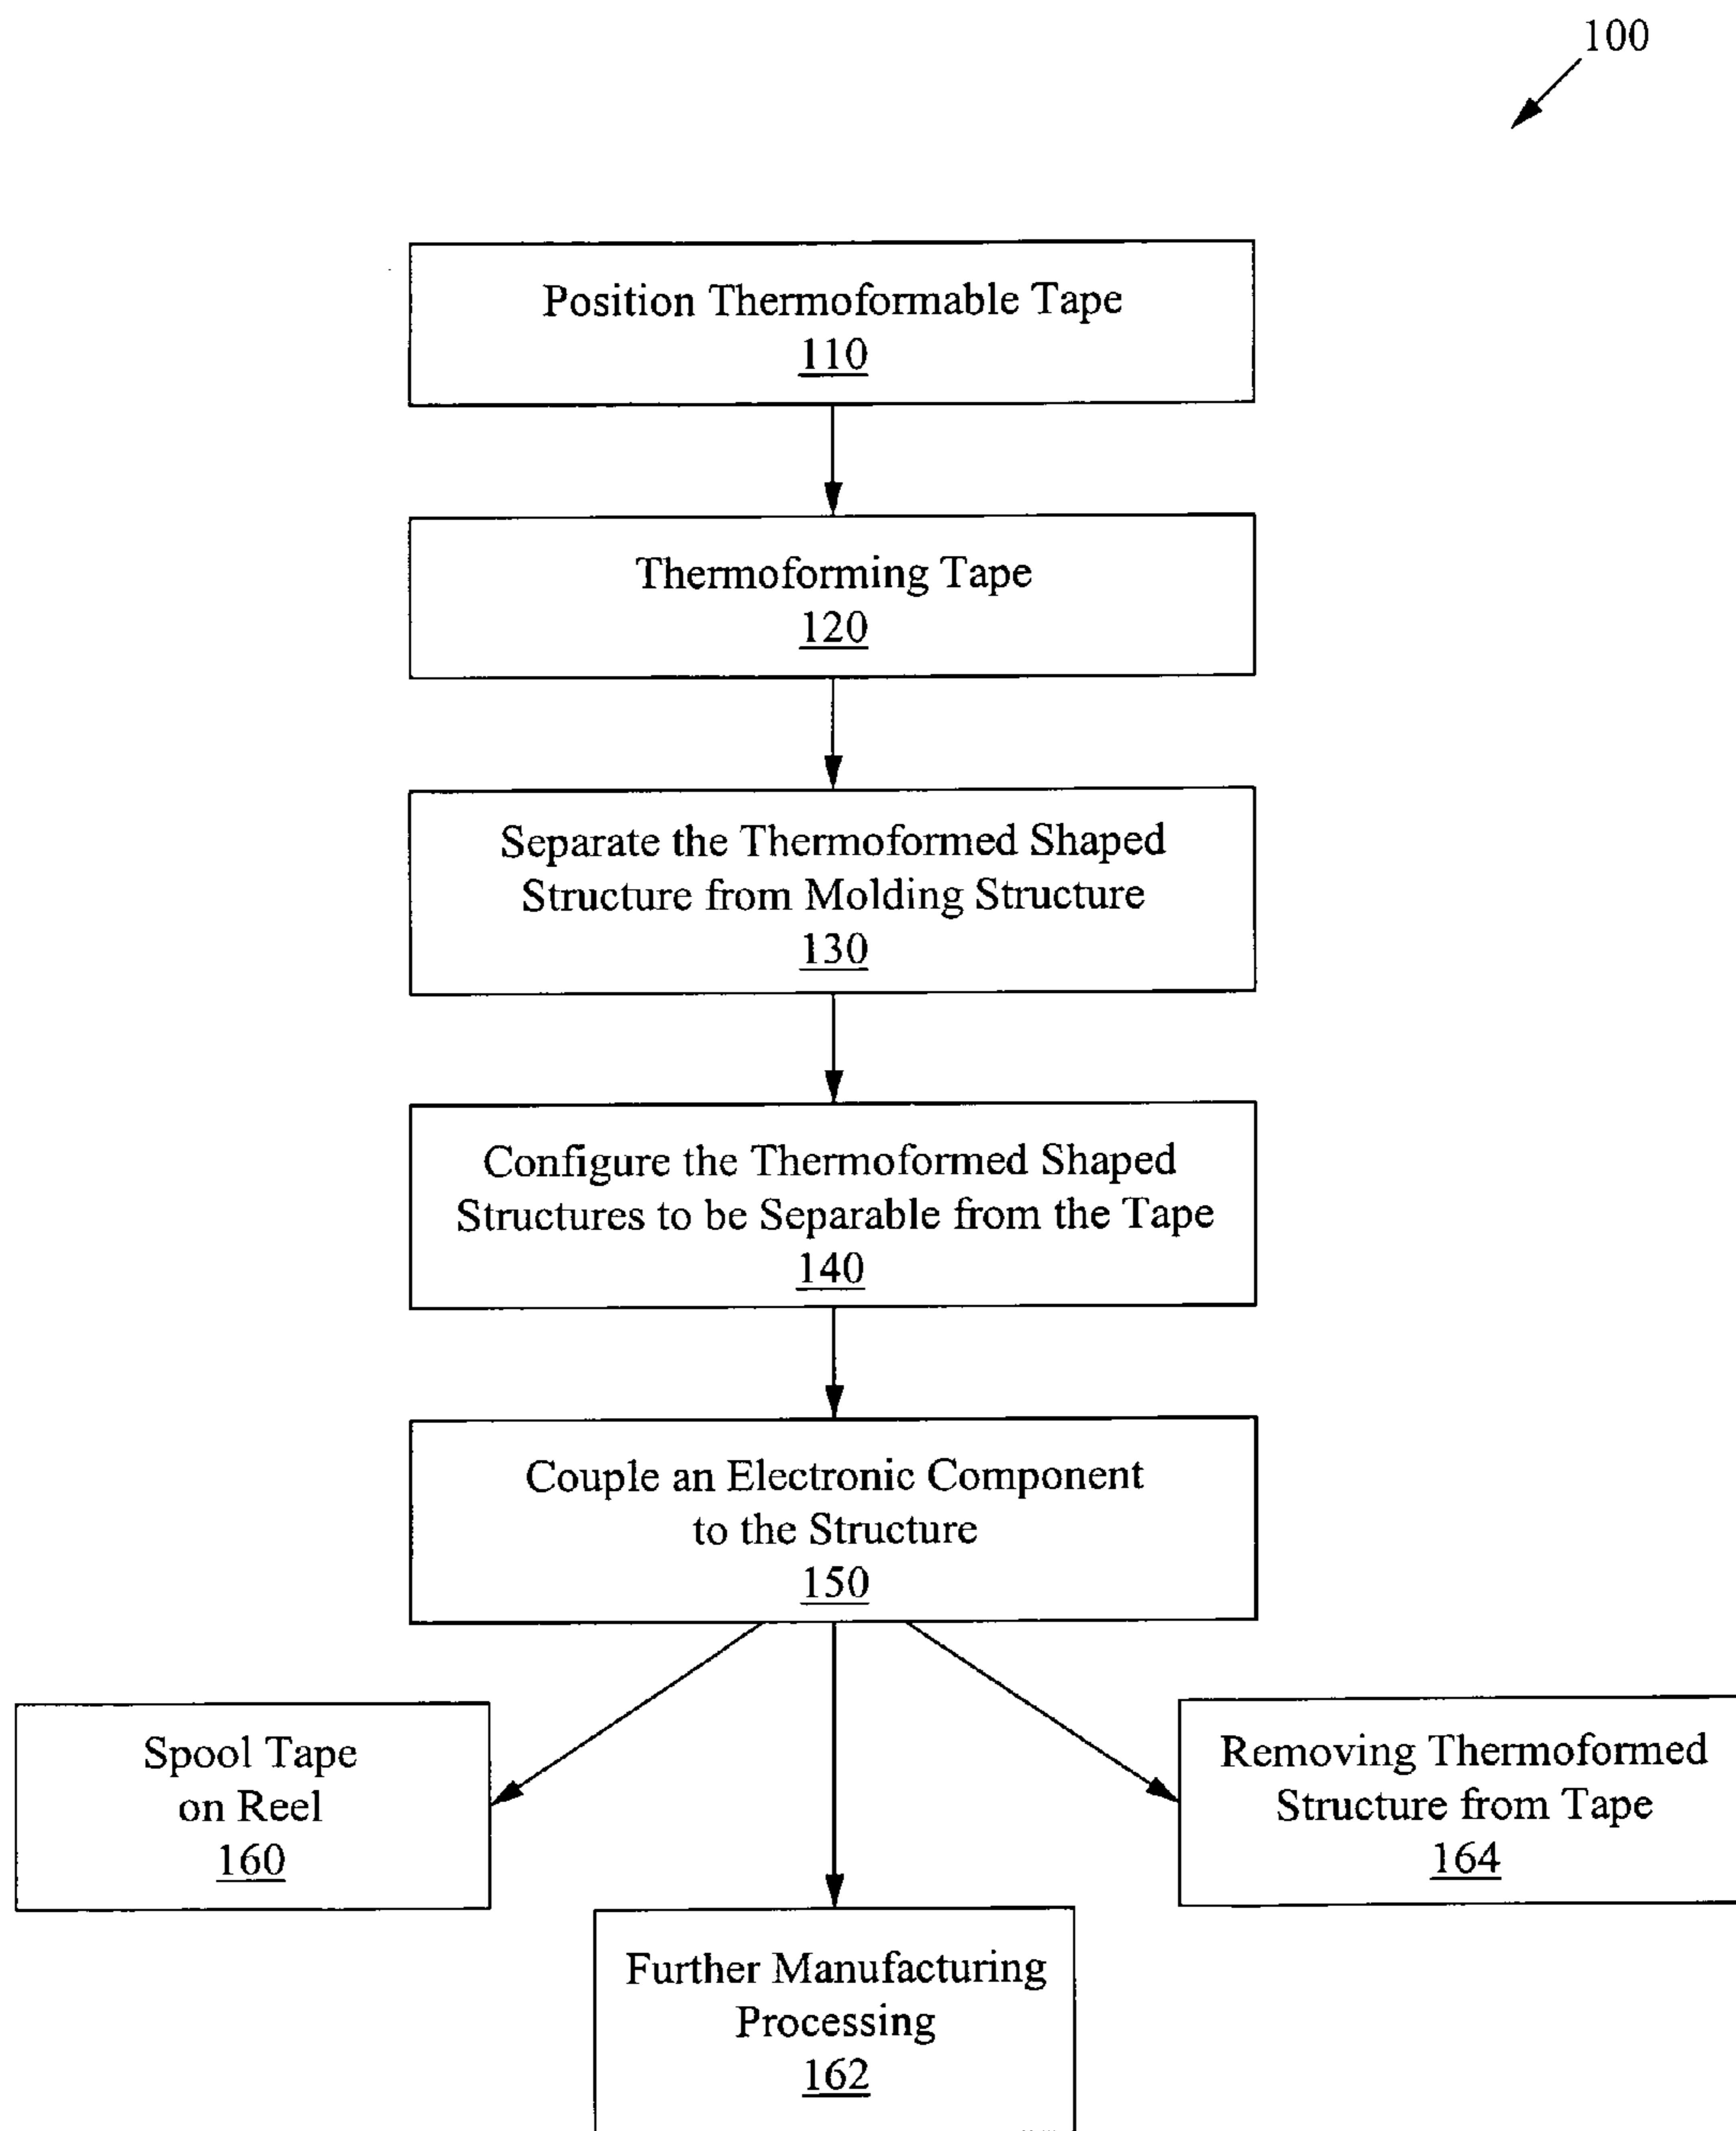 100
Position Thermoformable Tape
110
Thermoforming Tape
120
Separate the Thermoformed Shaped
Structure from Molding Structure
130
Configure the Thermoformed Shaped
Structures to be Separable from the Tape
140
Couple an Electronic Component
to the Structure
150
Spool Tape
on Reel
160
Removing Thermoformed
Structure from Tape
164
Further Manufacturing
Processing
162